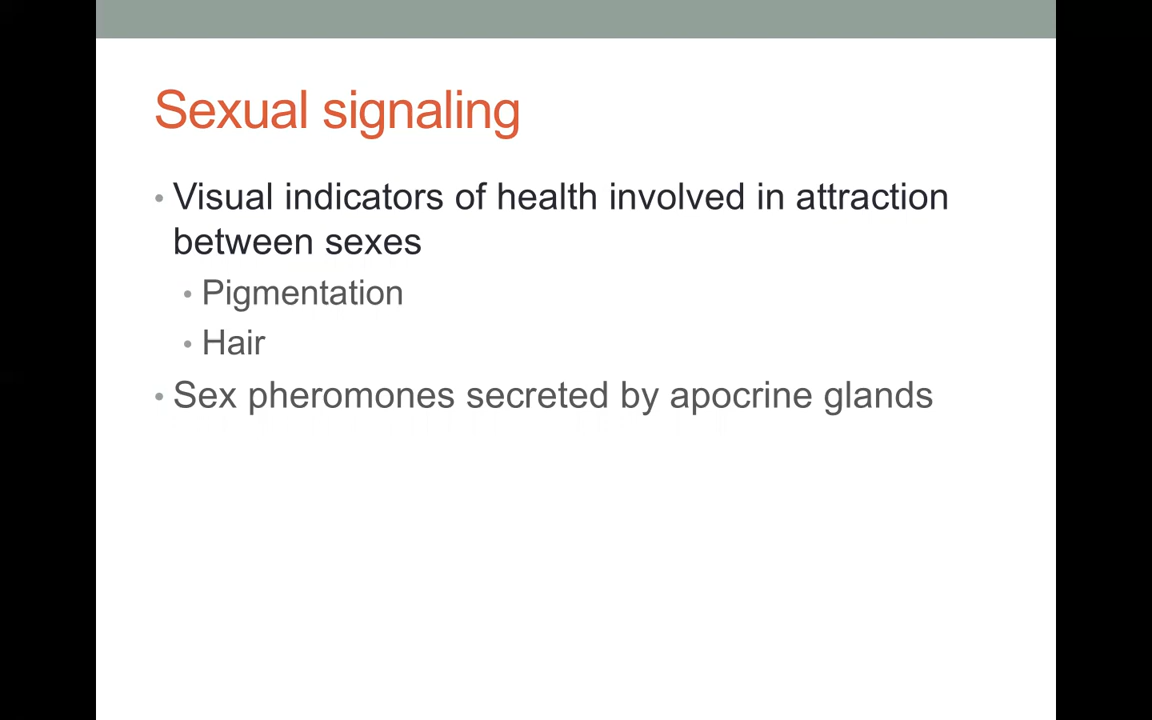 Sexual signaling
• Visual indicators of health involved in attraction
between sexes
• Pigmentation
• Hair
• Sex pheromones secreted by apocrine glands